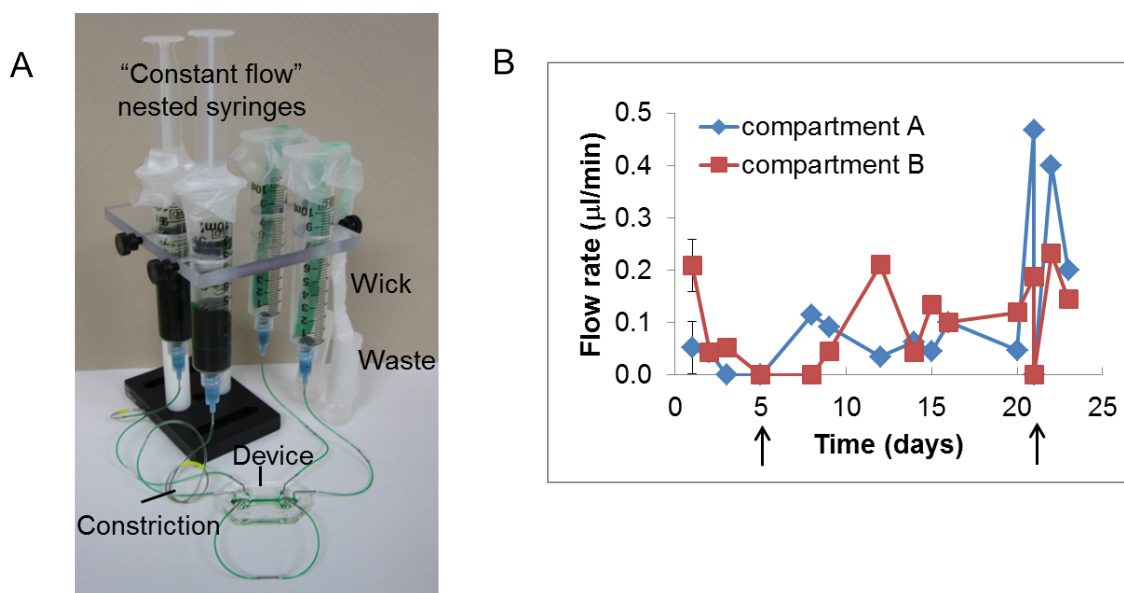 A
“Constant flow”
nested syringes
Wick
Waste
Device
Constriction
B
0.5
0.4
0.3
0.2
0.1
0.0
Flow rate (µl/min)
compartment A
compartment B
0
5
10
15
20
25
Time (days)